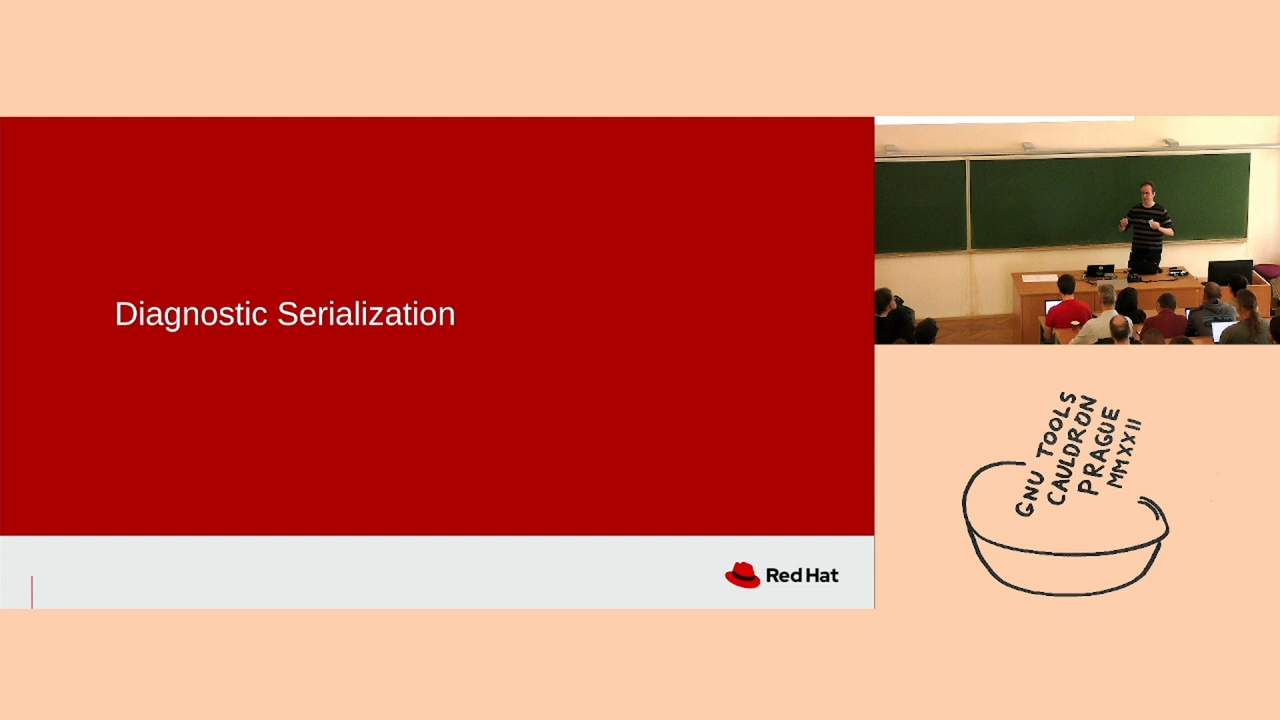 Diagnostic Serialization
Red Hat
GNU TOOLS
CAULDRON
PRAGUE
MMXXII